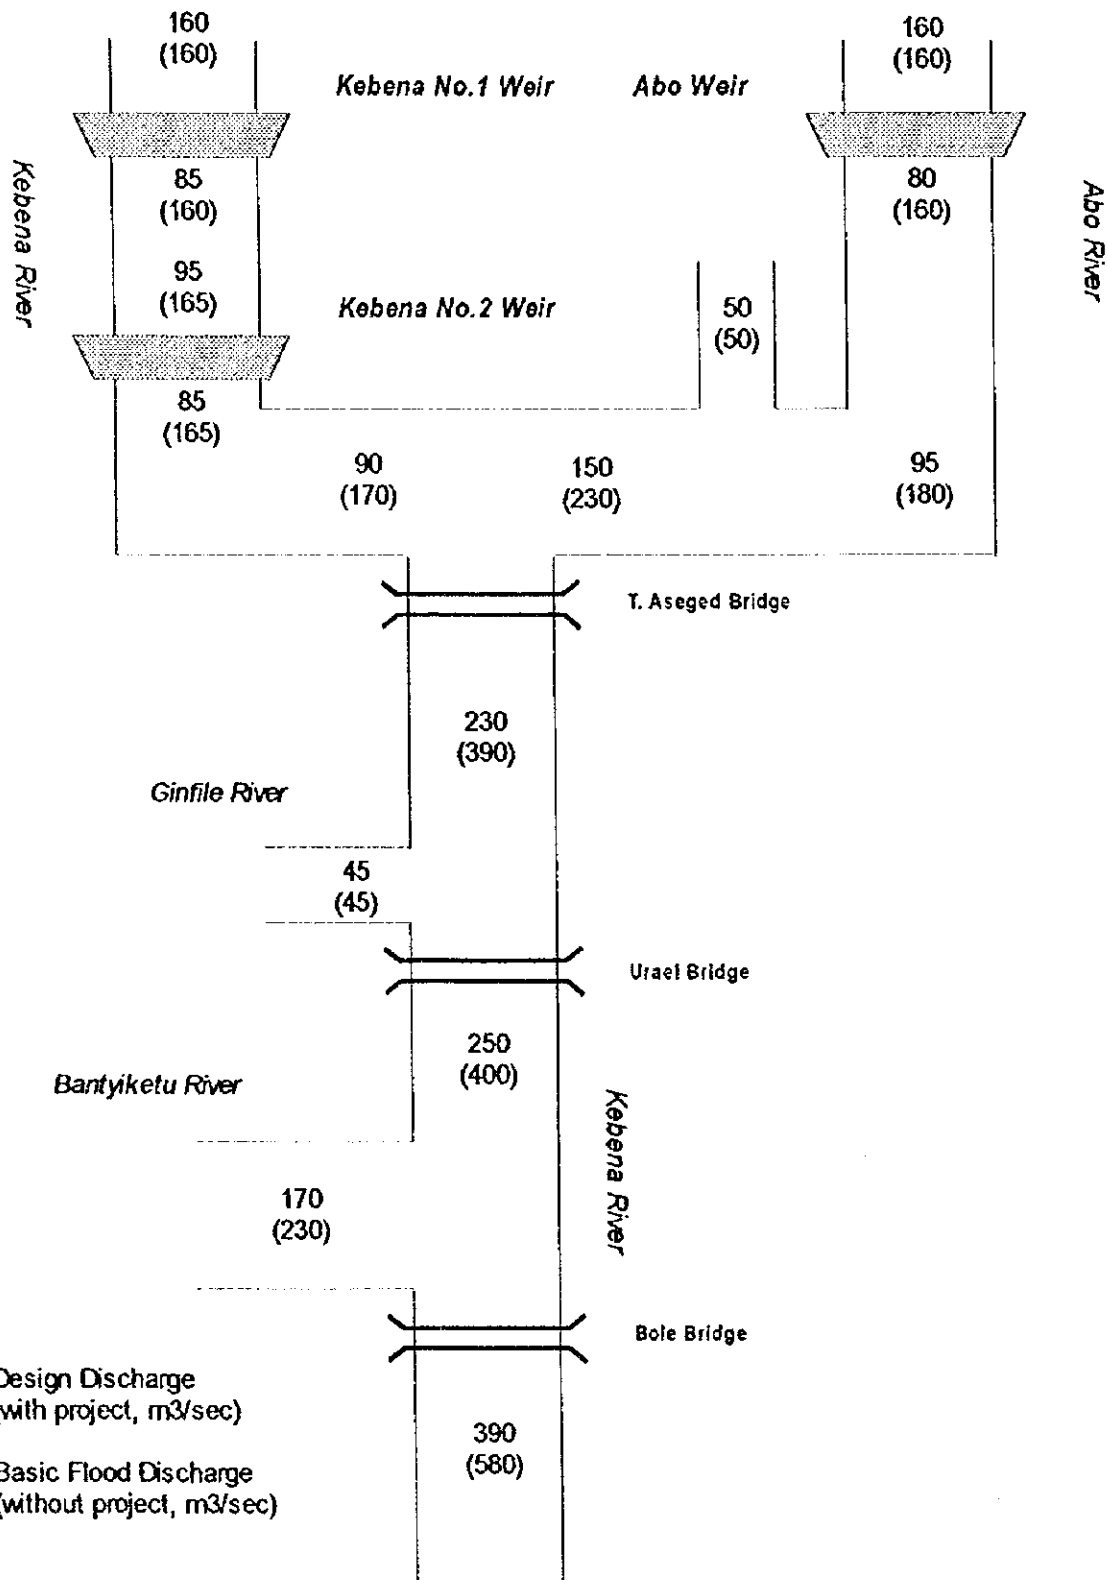 160
(160)
160
(160)
Kebena No.1 Weir
Abo Weir
Kebena River
85
(160)
80
(160)
Abo River
95
(165)
Kebena No.2 Weir
50
(50)
85
(165)
90
(170)
150
(230)
95
(180)
T. Aseged Bridge
230
(390)
Ginfile River
45
(45)
Urael Bridge
250
(400)
Bantyiketu River
Kebena River
170
(230)
Bole Bridge
Design Discharge
(with project, m3/sec)
390
(580)
Basic Flood Discharge
(without project, m3/sec)